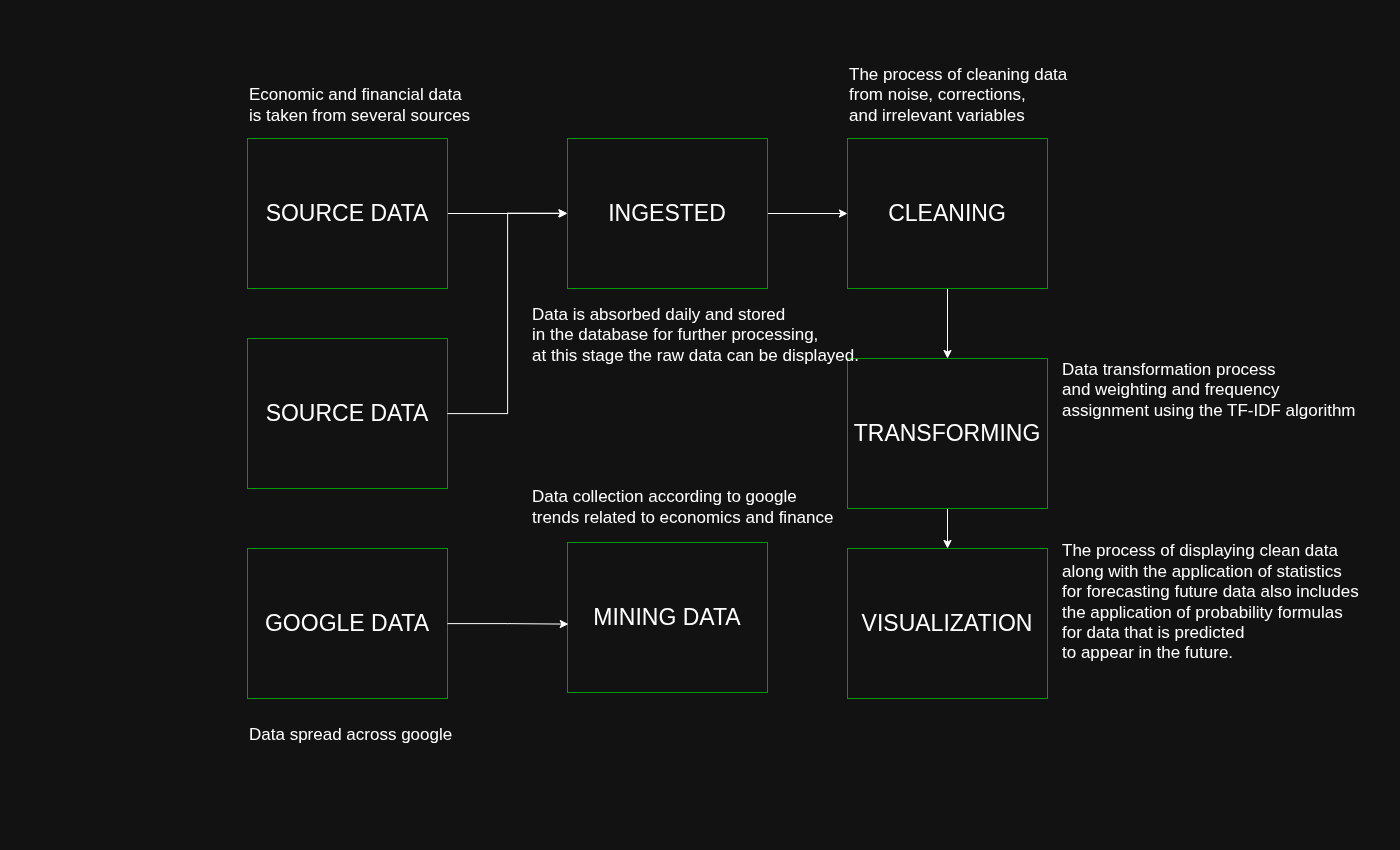 Economic and financial data
is taken from several sources
The process of cleaning data
from noise, corrections,
and irrelevant variables
SOURCE DATA
INGESTED
CLEANING
Data is absorbed daily and stored
in the database for further processing,
at this stage the raw data can be displayed.
SOURCE DATA
TRANSFORMING
Data transformation process
and weighting and frequency
assignment using the TF-IDF algorithm
Data collection according to google
trends related to economics and finance
GOOGLE DATA
MINING DATA
VISUALIZATION
The process of displaying clean data
along with the application of statistics
for forecasting future data also includes
the application of probability formulas
for data that is predicted
to appear in the future.
Data spread across google